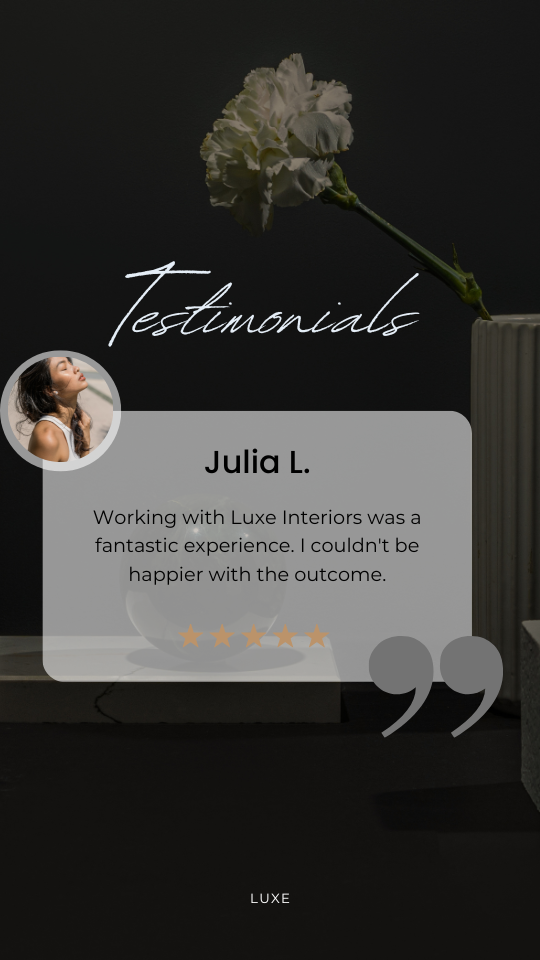 Testimonials
Julia L.
Working with Luxe Interiors was a
fantastic experience. I couldn't be
happier with the outcome.
”
LUXE